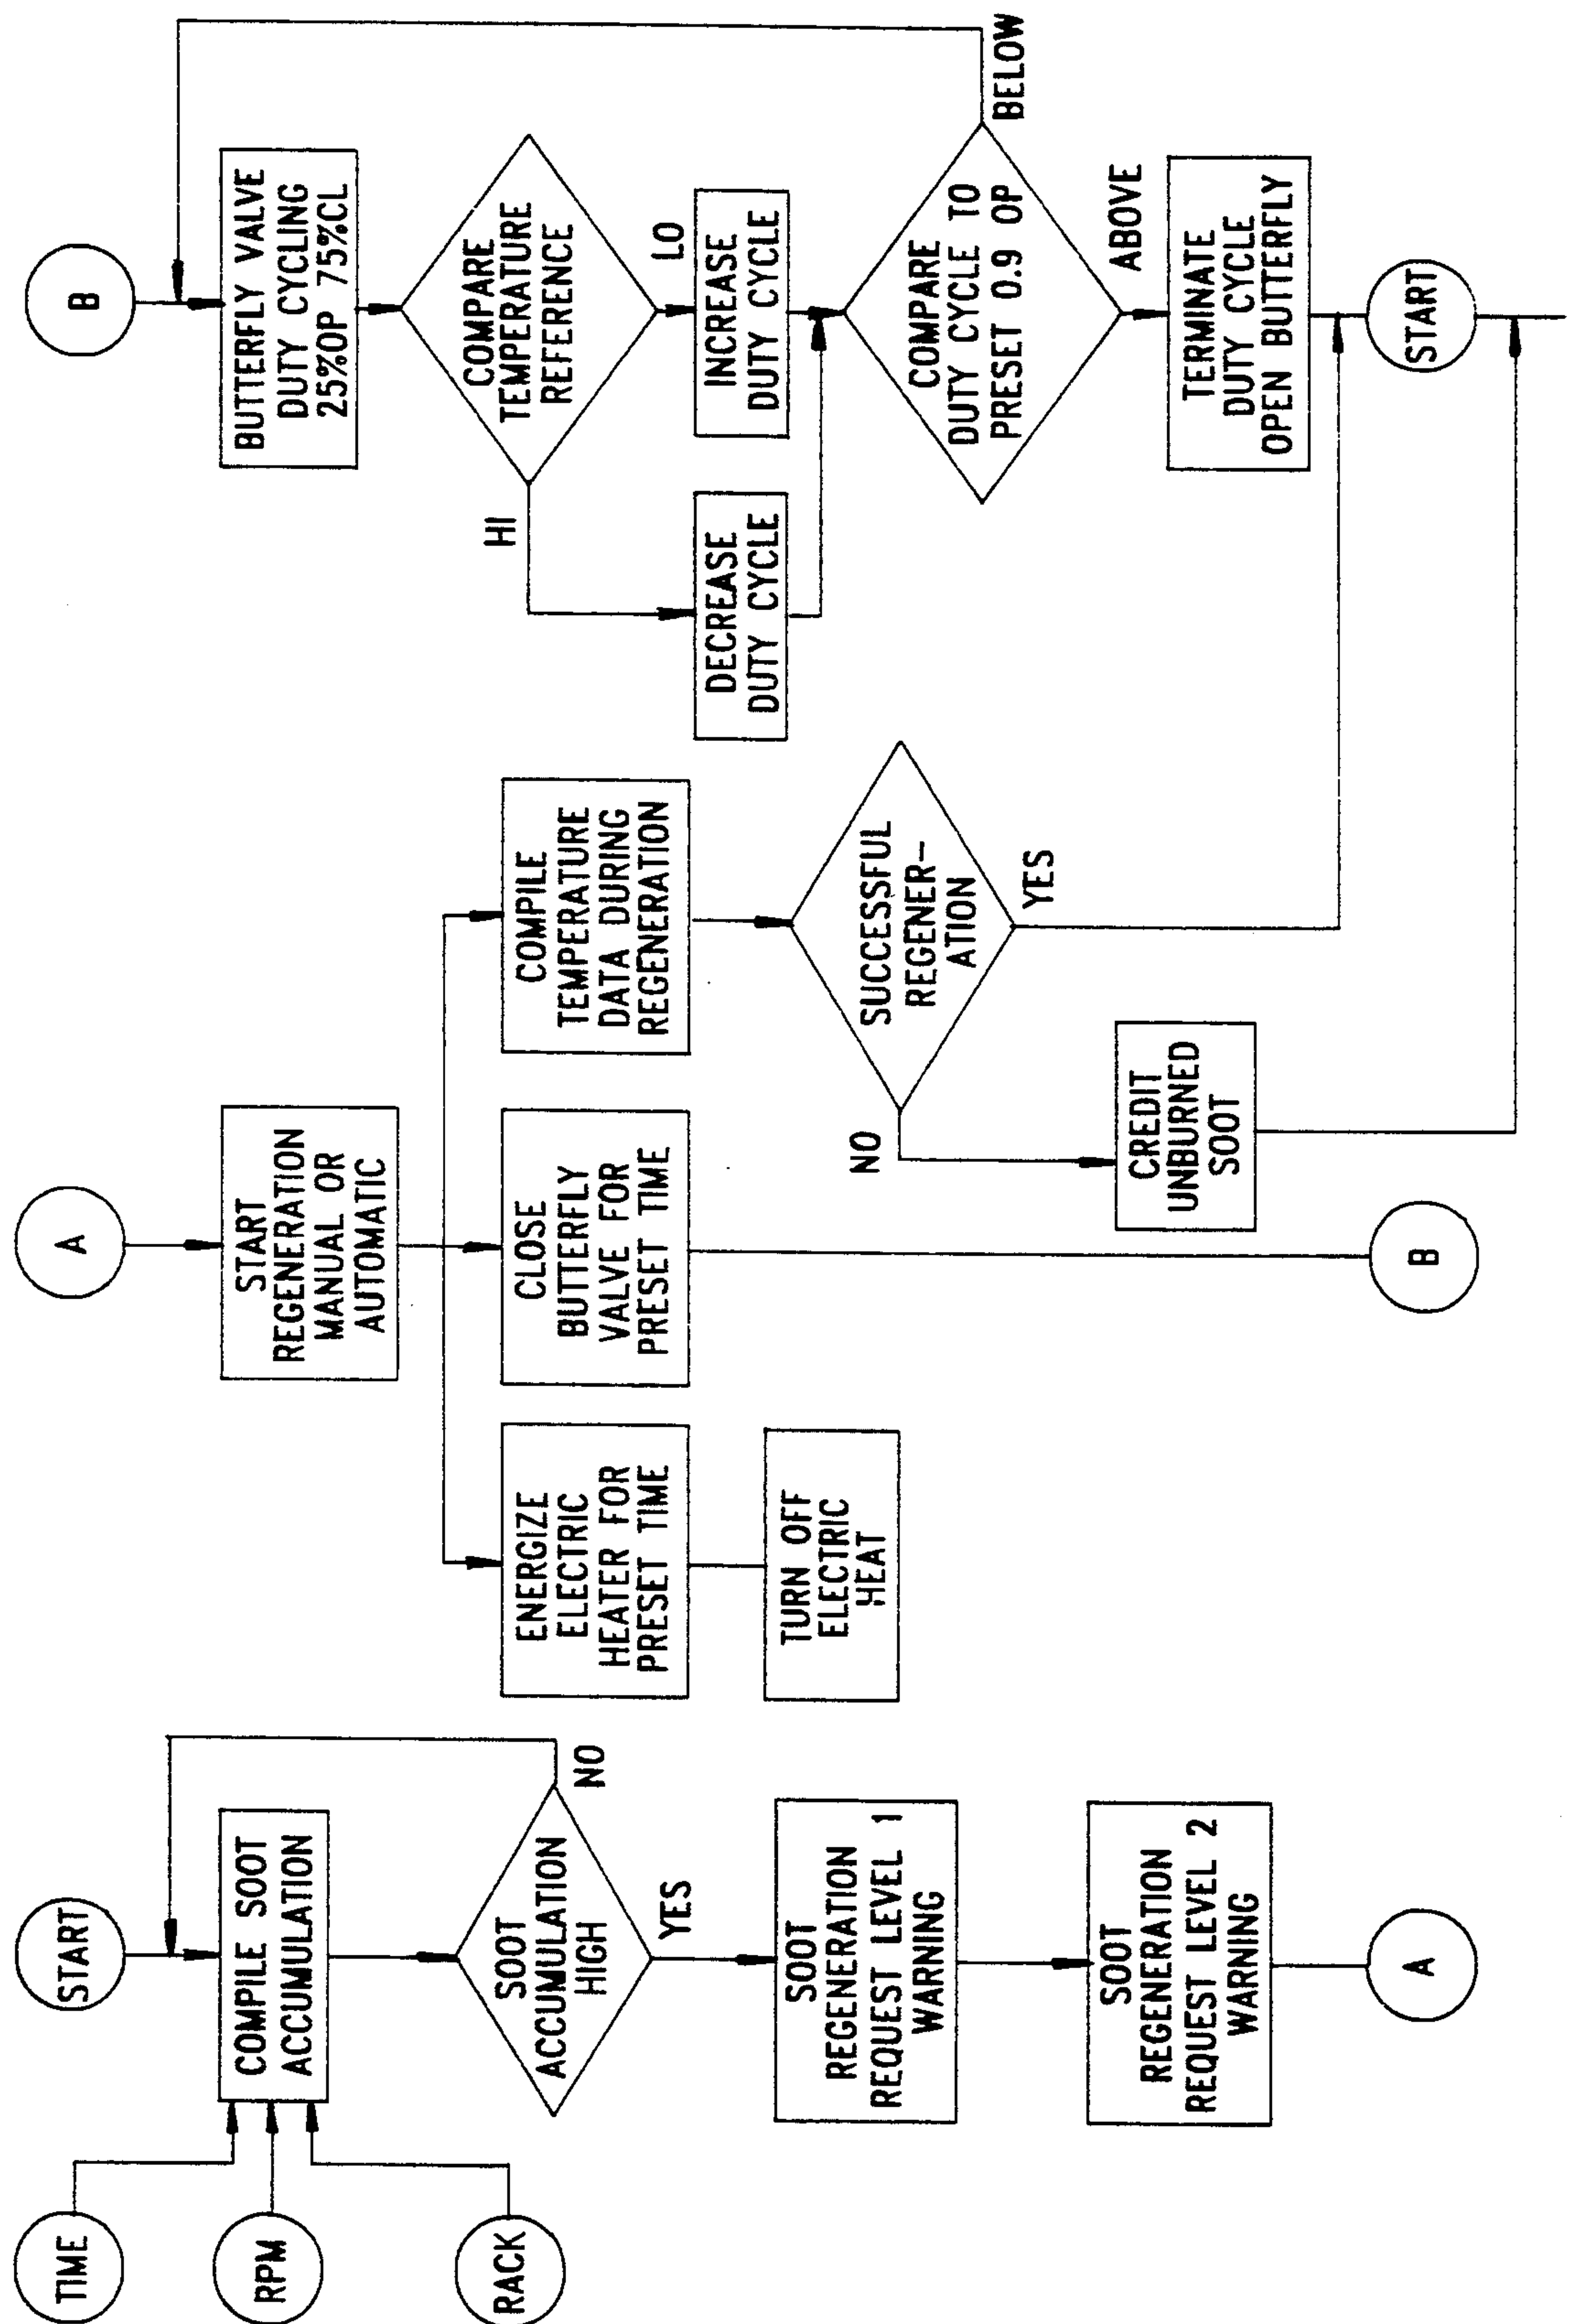 TIME
RPM
RACK
START
COMPILE SOOT
ACCUMULATION
SOOT
ACCUMULATION
HIGH
NO
YES
SOOT
REGENERATION
REQUEST LEVEL 1
WARNING
SOOT
REGENERATION
REQUEST LEVEL 2
WARNING
A
A
START
REGENERATION
MANUAL OR
AUTOMATIC
ENERGIZE
ELECTRIC
HEATER FOR
PRESET TIME
TURN OFF
ELECTRIC
HEAT
CLOSE
BUTTERFLY
VALVE FOR
PRESET TIME
B
COMPILE
TEMPERATURE
DATA DURING
REGENERATION
SUCCESSFUL
REGENER-
ATION
NO
YES
CREDIT
UNBURNED
SOOT
B
BUTTERFLY VALVE
DUTY CYCLING
25%OP 75%CL
COMPARE
TEMPERATURE
REFERENCE
HI
LO
DECREASE
DUTY CYCLE
INCREASE
DUTY CYCLE
COMPARE
DUTY CYCLE TO
PRESET 0.9 OP
BELOW
ABOVE
TERMINATE
DUTY CYCLE
OPEN BUTTERFLY
START